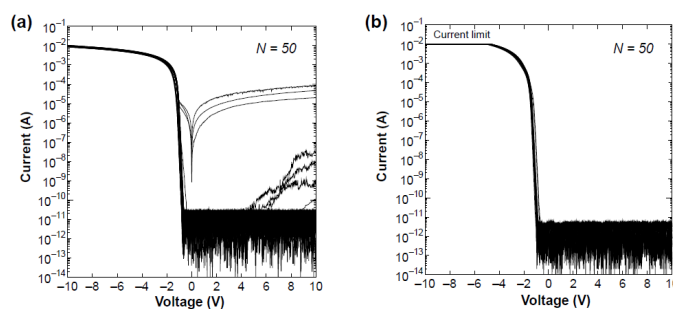 (a)
N = 50
Current (A)
10⁻¹
10⁻²
10⁻³
10⁻⁴
10⁻⁵
10⁻⁶
10⁻⁷
10⁻⁸
10⁻⁹
10⁻¹⁰
10⁻¹¹
10⁻¹²
10⁻¹³
10⁻¹⁴
−10 −8 −6 −4 −2 0 2 4 6 8 10
Voltage (V)
(b)
Current limit
N = 50
Current (A)
10⁻¹
10⁻²
10⁻³
10⁻⁴
10⁻⁵
10⁻⁶
10⁻⁷
10⁻⁸
10⁻⁹
10⁻¹⁰
10⁻¹¹
10⁻¹²
10⁻¹³
10⁻¹⁴
−10 −8 −6 −4 −2 0 2 4 6 8 10
Voltage (V)